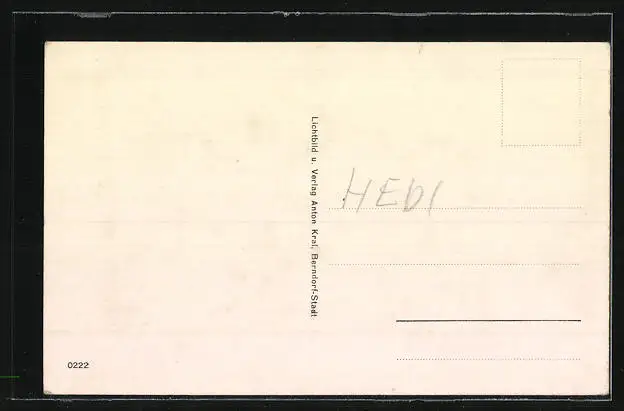 Lichtbild u. Verlag Anton Kral, Berndorf-Stadt
HEDI
0222